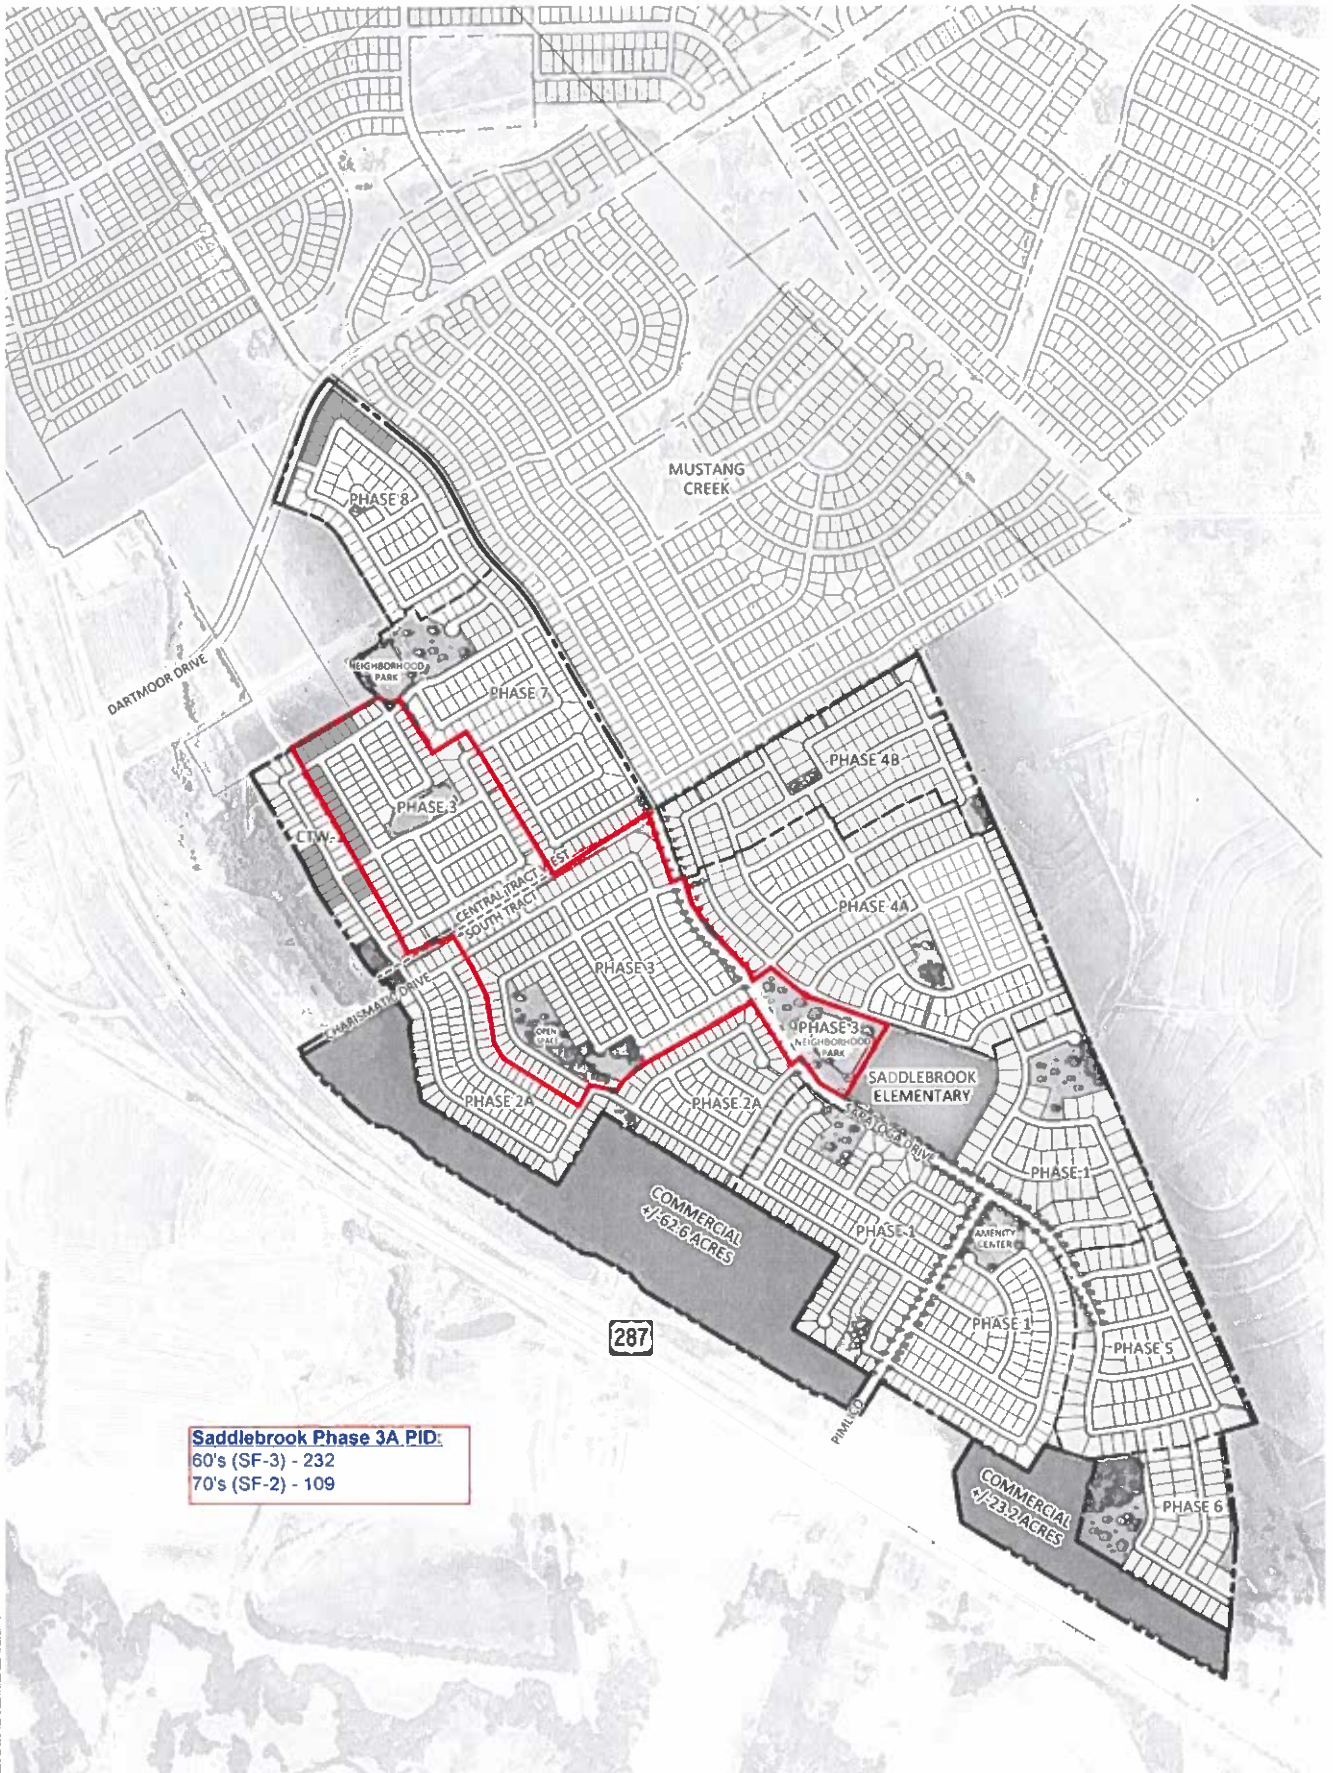 MUSTANG
CREEK
PHASE 8
NEIGHBORHOOD
PARK
DARTMOOR DRIVE
PHASE 7
PHASE 4B
PHASE 3
CTW-
CENTRAL TRACT WEST
SOUTH TRACT
PHASE 4A
PHASE 3
CHARISMATIC DRIVE
OPEN
SPACE
PHASE 3
NEIGHBORHOOD
PARK
SADDLEBROOK
ELEMENTARY
PHASE 2A
PHASE 2A
SARATOGA DRIVE
PHASE 1
COMMERCIAL
+/-62.6 ACRES
PHASE 1
AMENITY
CENTER
287
PHASE 1
PHASE 5
PIMLICO
Saddlebrook Phase 3A PID:
60's (SF-3) - 232
70's (SF-2) - 109
COMMERCIAL
+/-23.2 ACRES
PHASE 6